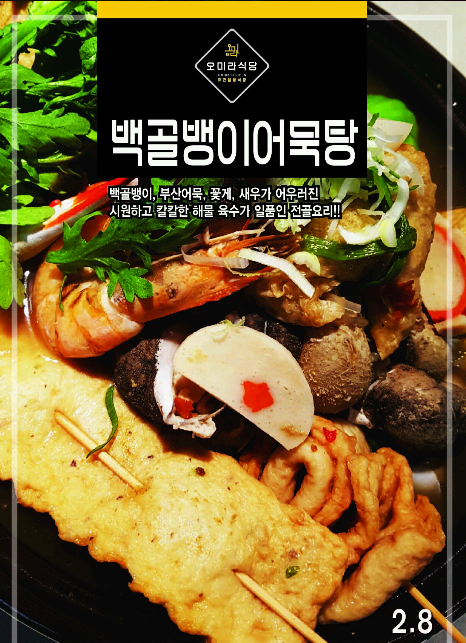 오미라식당
백골뱅이어묵탕
백골뱅이, 부산어묵, 꽃게, 새우가 어우러진
시원하고 칼칼한 해물 육수가 일품인 전골요리!!
2.8